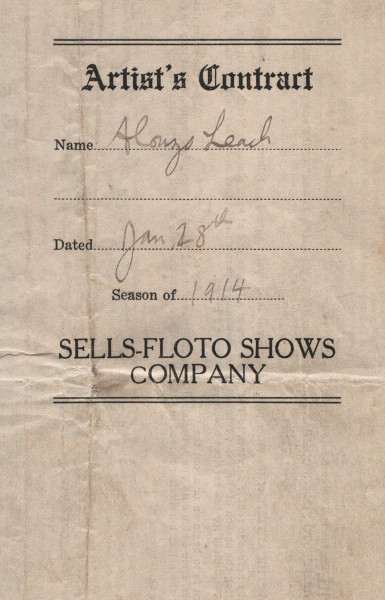 Artist's Contract
Name Alonzo Leach
Dated Jan 28th
Season of 1914
SELLS-FLOTO SHOWS
COMPANY